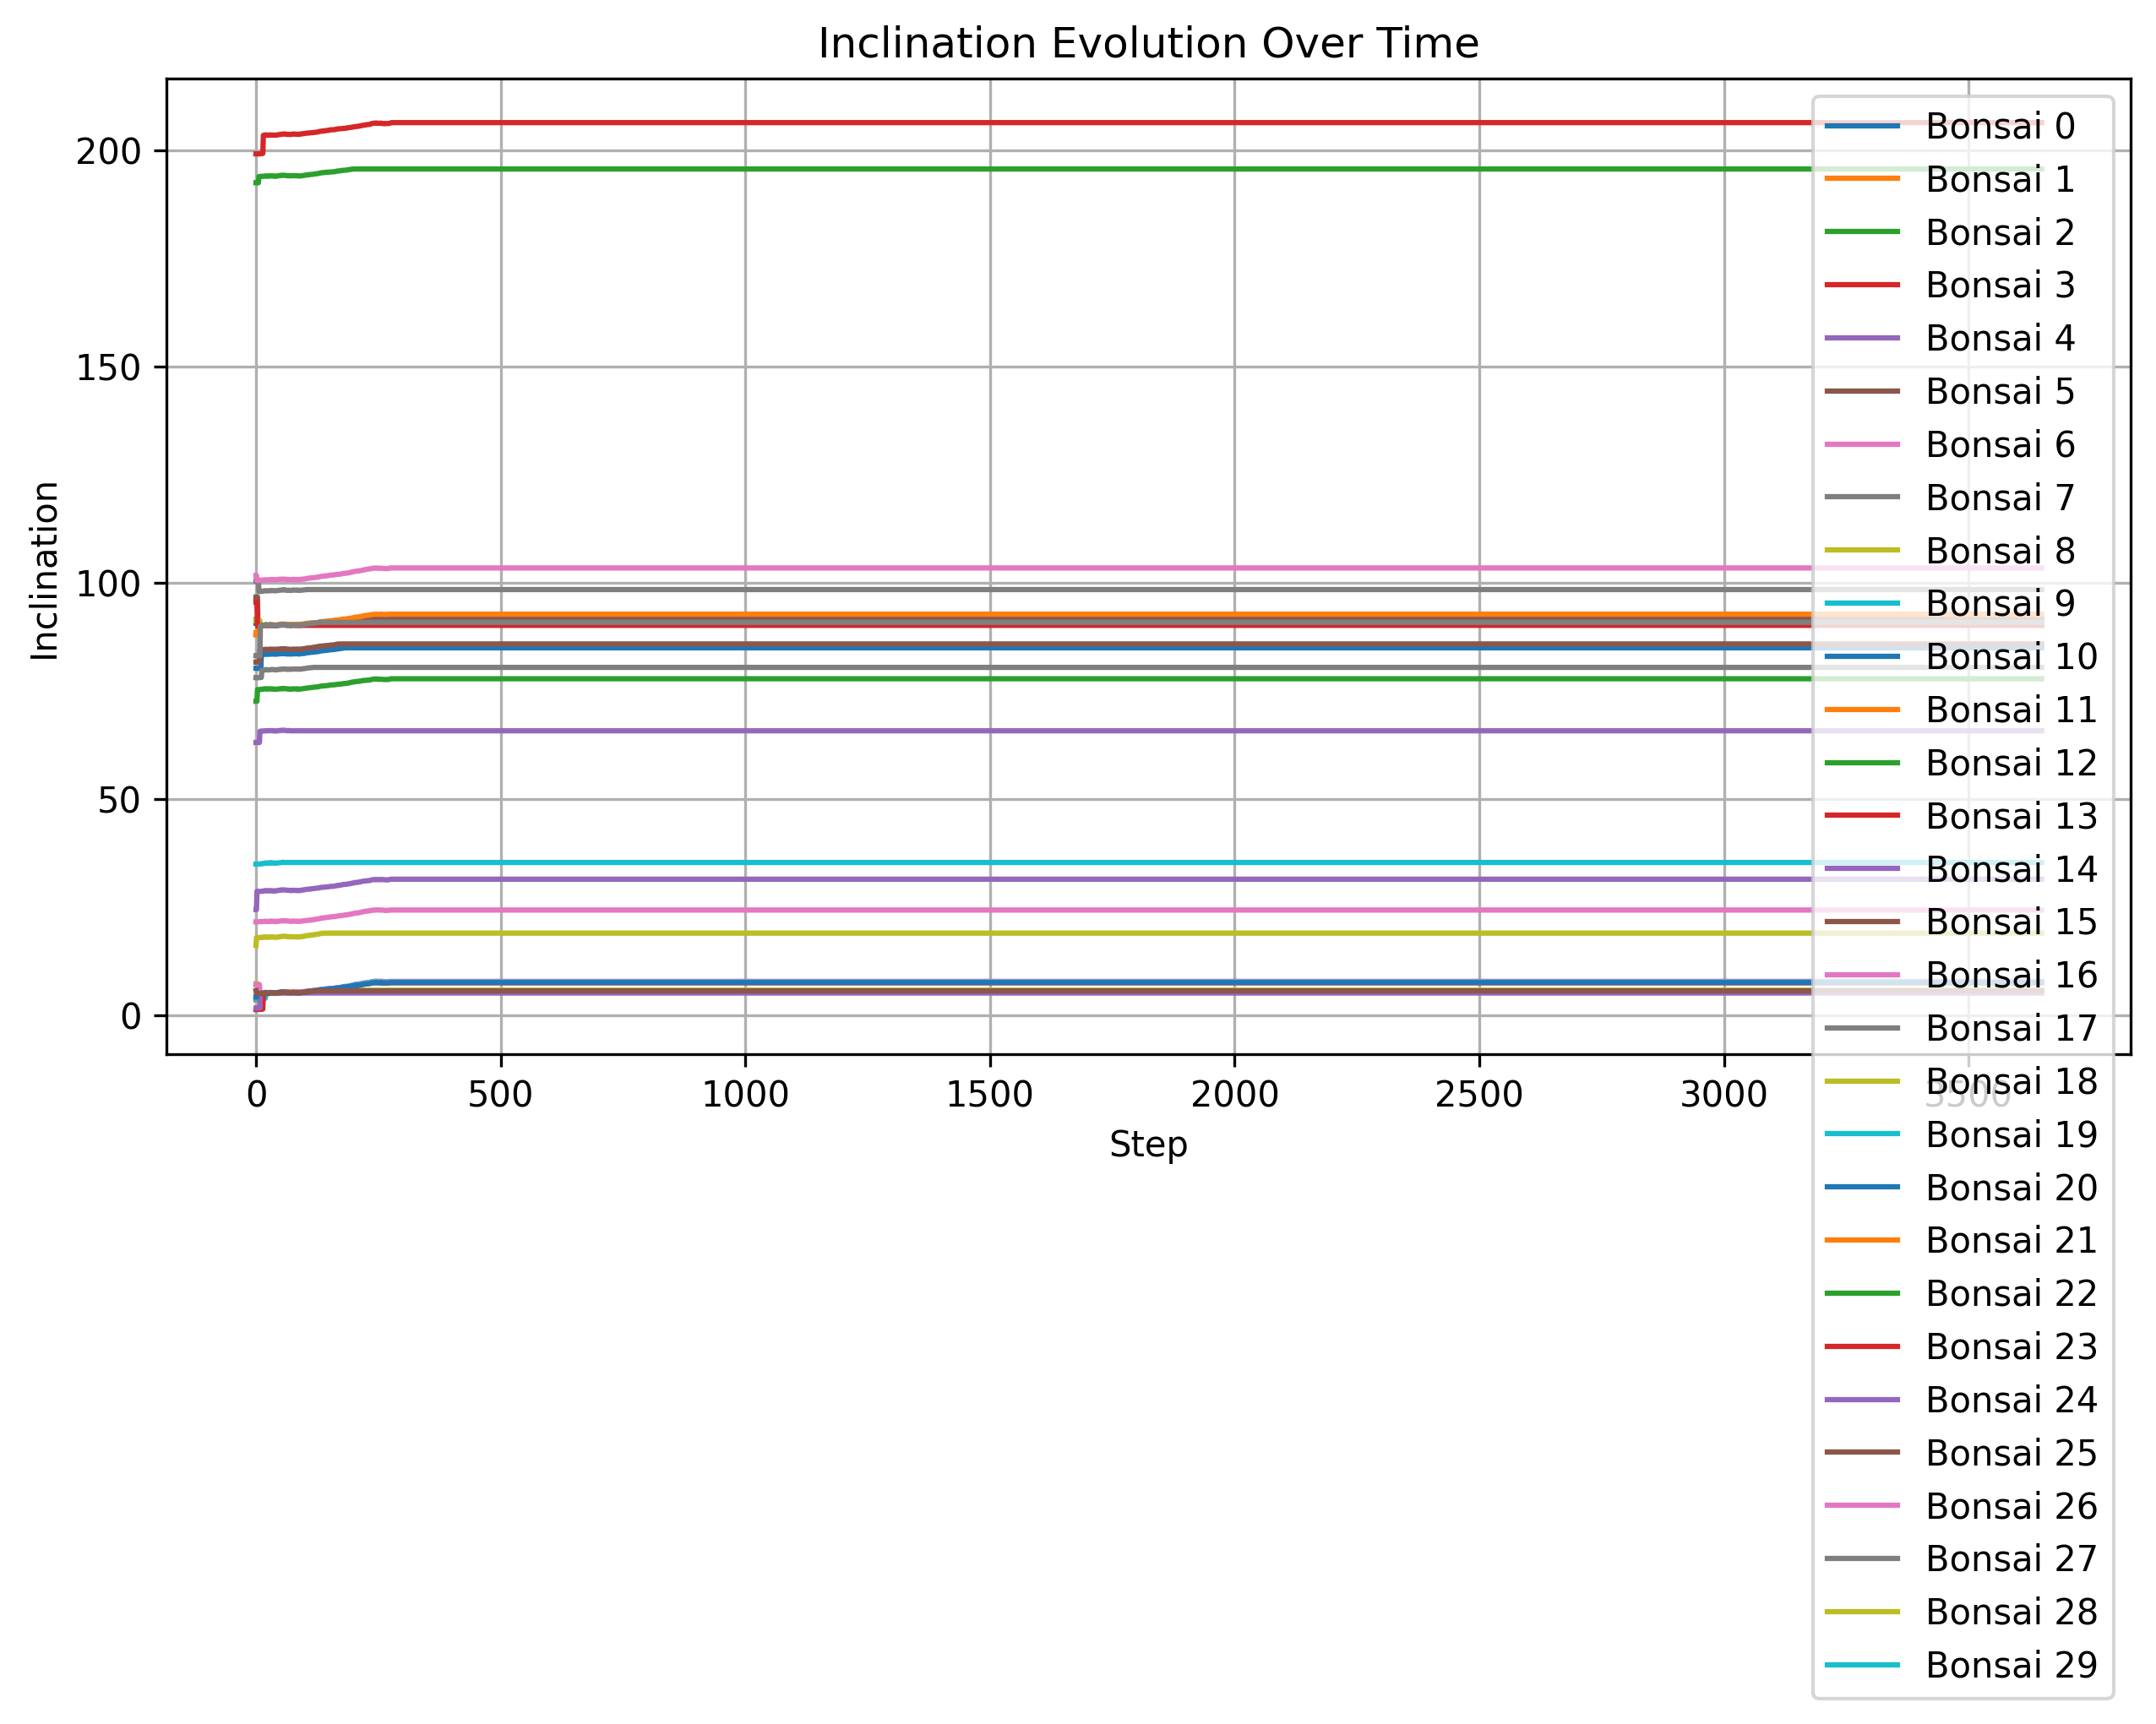 Inclination Evolution Over Time
Inclination
200
150
100
50
0
0 500 1000 1500 2000 2500 3000 3500
Step
Bonsai 0
Bonsai 1
Bonsai 2
Bonsai 3
Bonsai 4
Bonsai 5
Bonsai 6
Bonsai 7
Bonsai 8
Bonsai 9
Bonsai 10
Bonsai 11
Bonsai 12
Bonsai 13
Bonsai 14
Bonsai 15
Bonsai 16
Bonsai 17
Bonsai 18
Bonsai 19
Bonsai 20
Bonsai 21
Bonsai 22
Bonsai 23
Bonsai 24
Bonsai 25
Bonsai 26
Bonsai 27
Bonsai 28
Bonsai 29